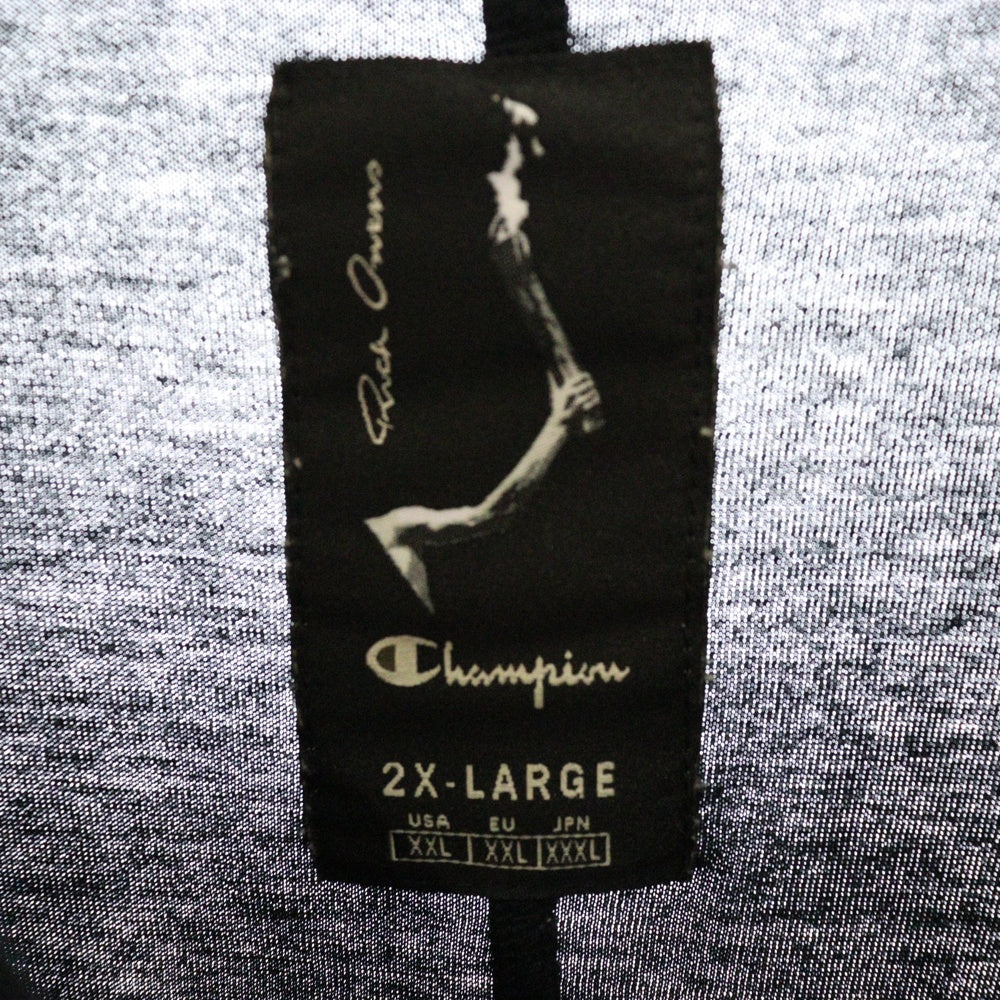 Rick Owens
Champion
2X-LARGE
USA EU JPN
XXL XXL XXXL